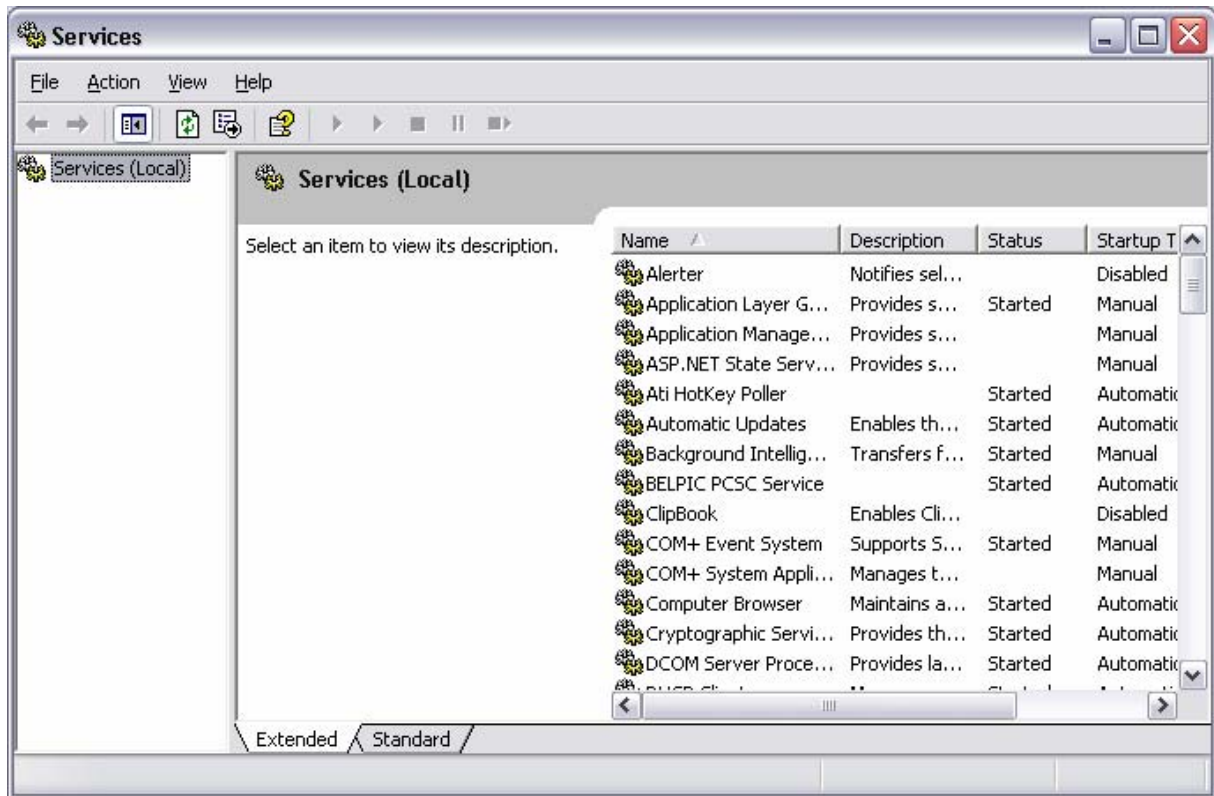 Services
File Action View Help
Services (Local)
Services (Local)
Select an item to view its description.
Name Description Status Startup T
Alerter Notifies sel... Disabled
Application Layer G... Provides s... Started Manual
Application Manage... Provides s... Manual
ASP.NET State Serv... Provides s... Manual
Ati HotKey Poller Started Automatic
Automatic Updates Enables th... Started Automatic
Background Intellig... Transfers f... Started Manual
BELPIC PCSC Service Started Automatic
ClipBook Enables Cli... Disabled
COM+ Event System Supports S... Started Manual
COM+ System Appli... Manages t... Manual
Computer Browser Maintains a... Started Automatic
Cryptographic Servi... Provides th... Started Automatic
DCOM Server Proce... Provides la... Started Automatic
Extended Standard